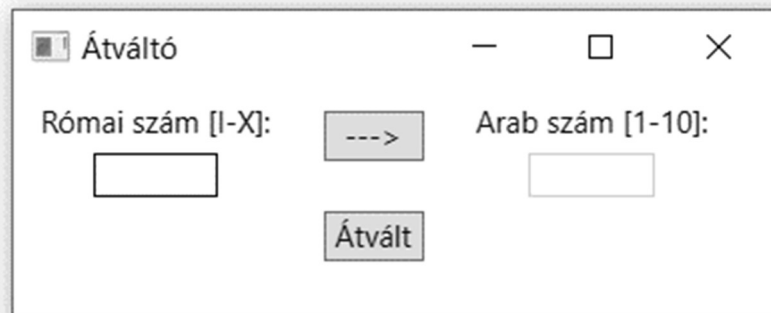 Átváltó
Római szám [I-X]:
--->
Arab szám [1-10]:
Átvált